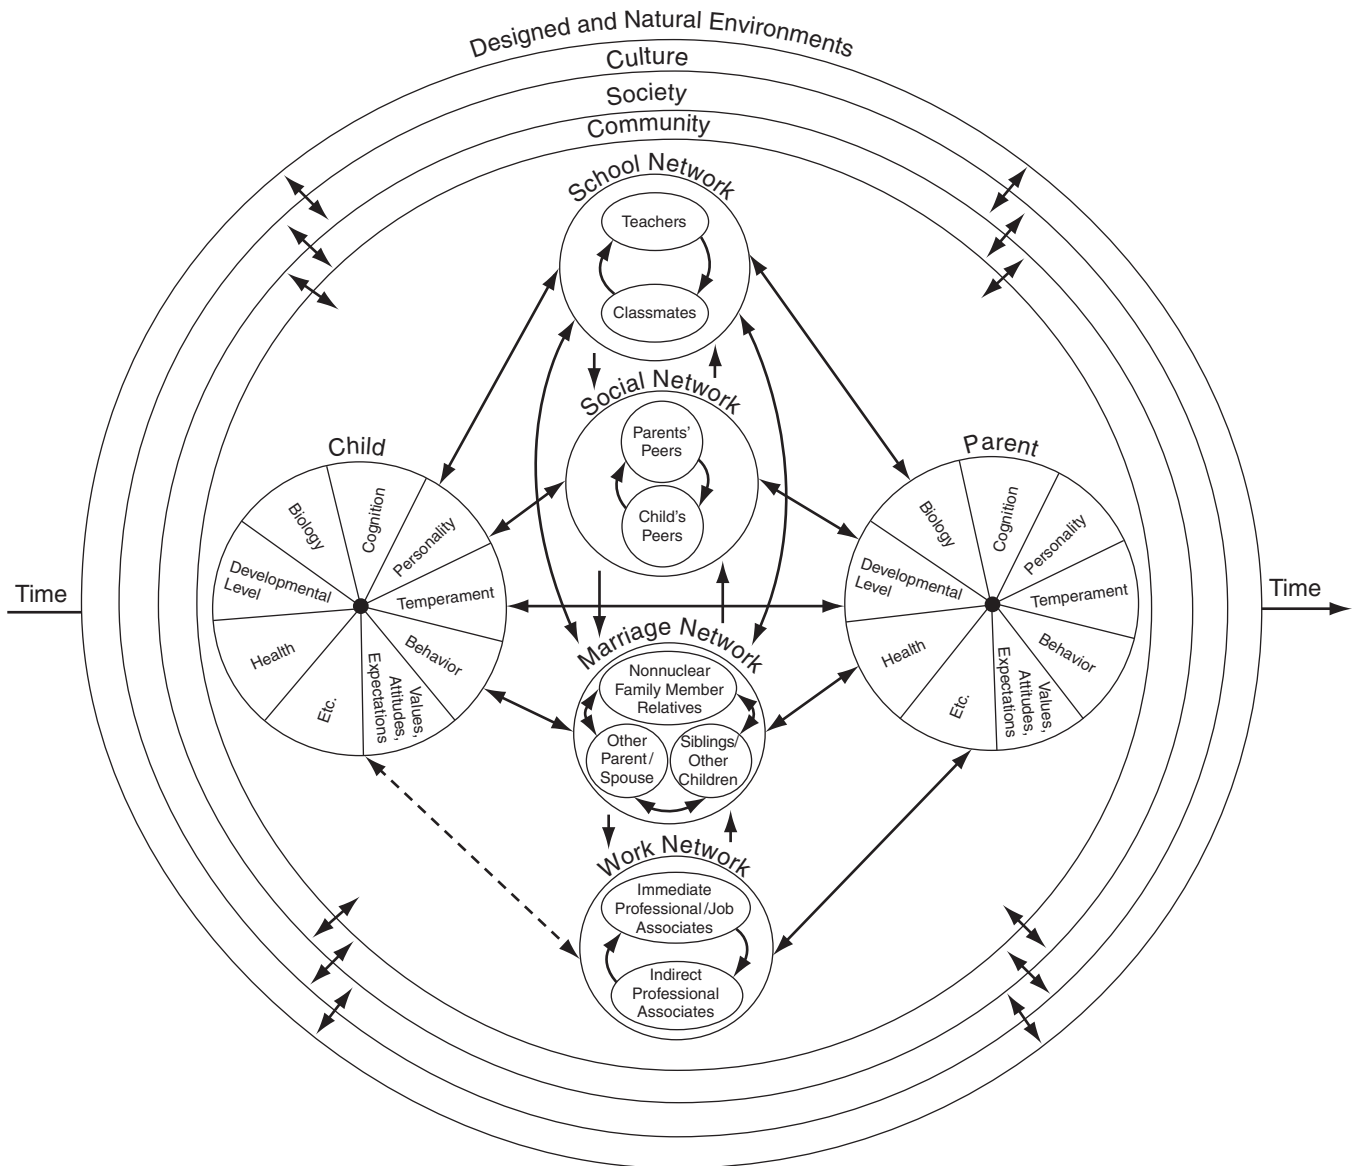 Designed and Natural Environments
Culture
Society
Community
School Network
Teachers
Classmates
Social Network
Parents’
Peers
Child’s
Peers
Child
Biology
Cognition
Personality
Developmental
Level
Temperament
Health
Behavior
Etc.
Values,
Attitudes,
Expectations
Parent
Biology
Cognition
Personality
Developmental
Level
Temperament
Health
Behavior
Etc.
Values,
Attitudes,
Expectations
Time
Time
Marriage Network
Nonnuclear
Family Member
Relatives
Other
Parent/
Spouse
Siblings/
Other
Children
Work Network
Immediate
Professional/Job
Associates
Indirect
Professional
Associates